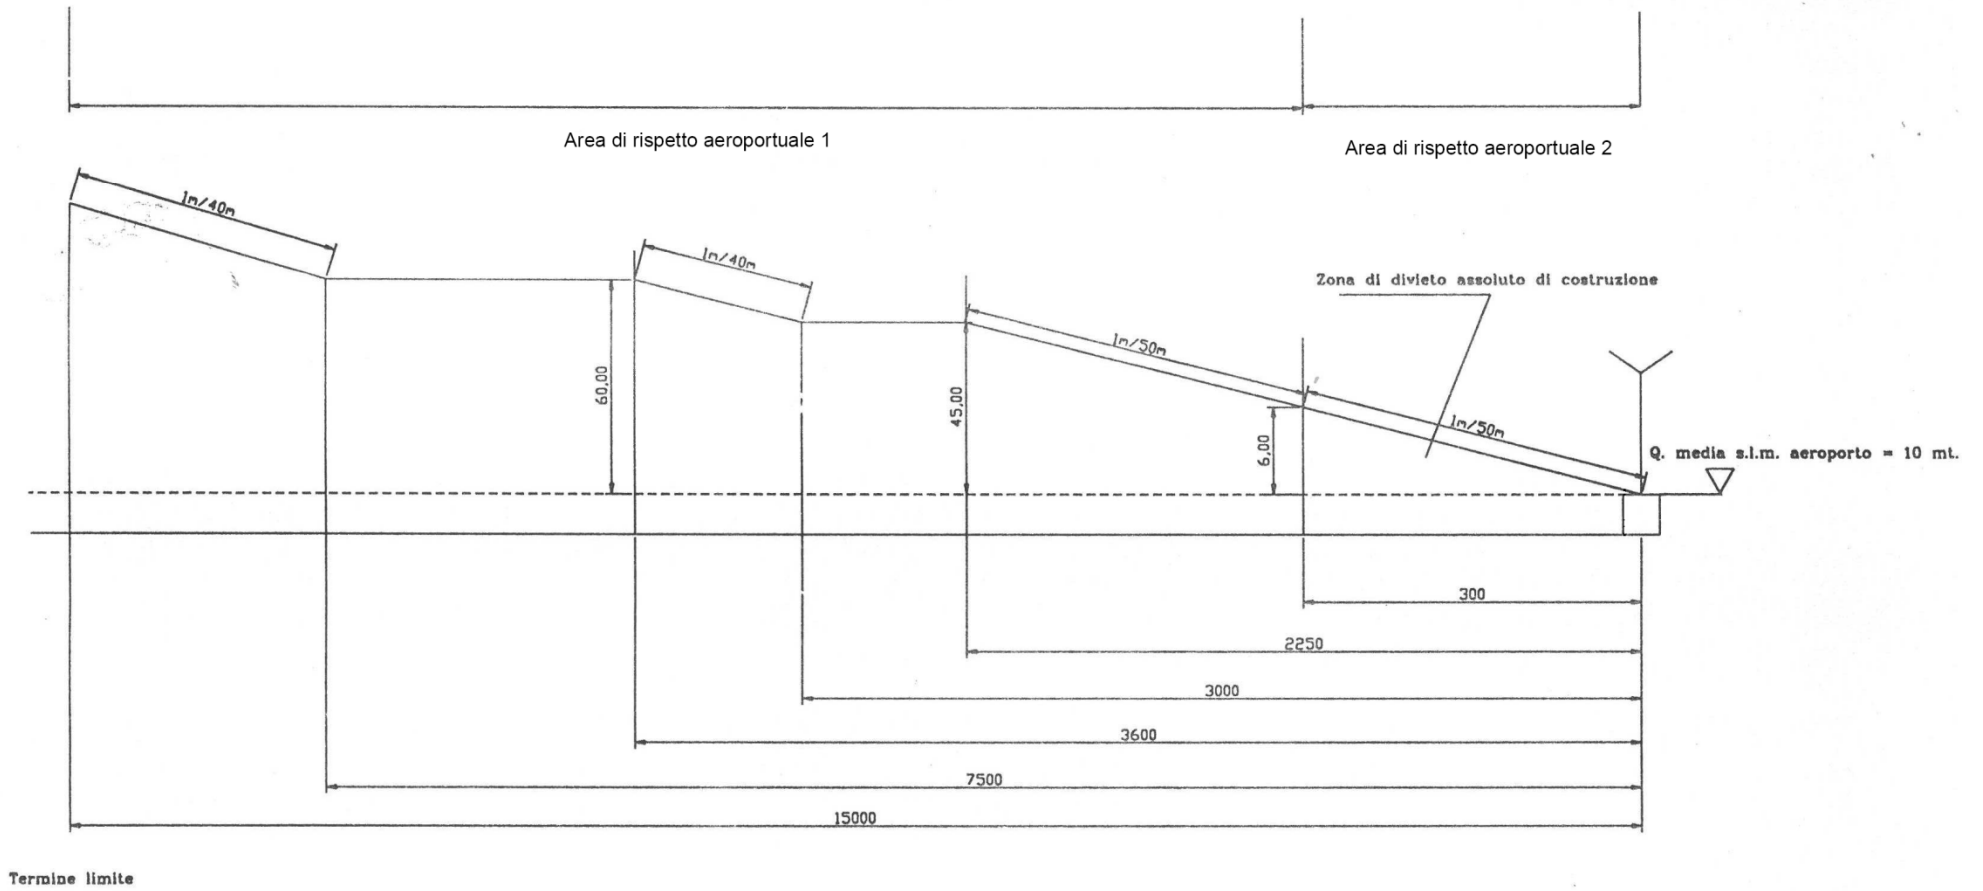 Area di rispetto aeroportuale 1
Area di rispetto aeroportuale 2
1m/40m
1m/40m
Zona di divieto assoluto di costruzione
1m/50m
60,00
45,00
1m/50m
6,00
Q. media s.l.m. aeroporto = 10 mt.
300
2250
3000
3600
7500
15000
Termine limite